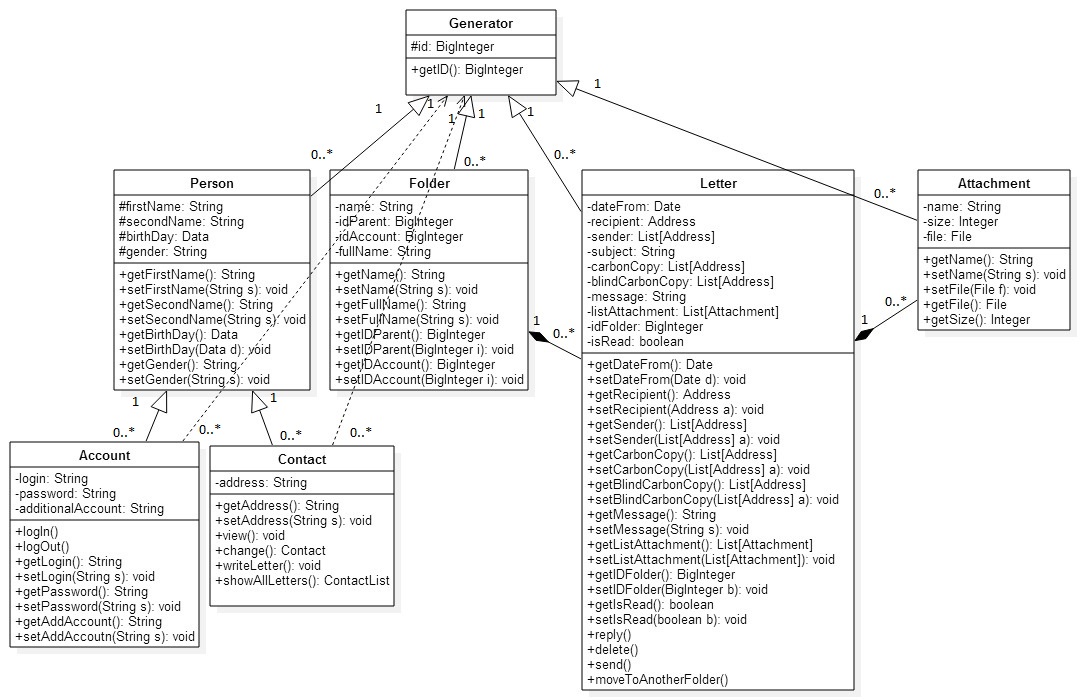 Generator
#id: BigInteger
+getID(): BigInteger
1
1
1
1
1
1
0..*
0..*
0..*
0..*
Person
#firstName: String
#secondName: String
#birthDay: Data
#gender: String
+getFirstName(): String
+setFirstName(String s): void
+getSecondName(): String
+setSecondName(String s): void
+getBirthDay(): Data
+setBirthDay(Data d): void
+getGender(): String
+setGender(String s): void
Folder
-name: String
-idParent: BigInteger
-idAccount: BigInteger
-fullName: String
+getName(): String
+setName(String s): void
+getFullName(): String
+setFullName(String s): void
+getIDParent(): BigInteger
+setIDParent(BigInteger i): void
+getIDAccount(): BigInteger
+setIDAccount(BigInteger i): void
1
0..*
Letter
-dateFrom: Date
-recipient: Address
-sender: List[Address]
-subject: String
-carbonCopy: List[Address]
-blindCarbonCopy: List[Address]
-message: String
-listAttachment: List[Attachment]
-idFolder: BigInteger
-isRead: boolean
+getDateFrom(): Date
+setDateFrom(Date d): void
+getRecipient(): Address
+setRecipient(Address a): void
+getSender(): List[Address]
+setSender(List[Address] a): void
+getCarbonCopy(): List[Address]
+setCarbonCopy(List[Address] a): void
+getBlindCarbonCopy(): List[Address]
+setBlindCarbonCopy(List[Address] a): void
+getMessage(): String
+setMessage(String s): void
+getListAttachment(): List[Attachment]
+setListAttachment(List[Attachment]): void
+getIDFolder(): BigInteger
+setIDFolder(BigInteger b): void
+getIsRead(): boolean
+setIsRead(boolean b): void
+reply()
+delete()
+send()
+moveToAnotherFolder()
1
0..*
Attachment
-name: String
-size: Integer
-file: File
+getName(): String
+setName(String s): void
+setFile(File f): void
+getFile(): File
+getSize(): Integer
1
1
0..*
0..*
0..*
0..*
Account
-login: String
-password: String
-additionalAccount: String
+logIn()
+logOut()
+getLogin(): String
+setLogin(String s): void
+getPassword(): String
+setPassword(String s): void
+getAddAccount(): String
+setAddAccoutn(String s): void
Contact
-address: String
+getAddress(): String
+setAddress(String s): void
+view(): void
+change(): Contact
+writeLetter(): void
+showAllLetters(): ContactList